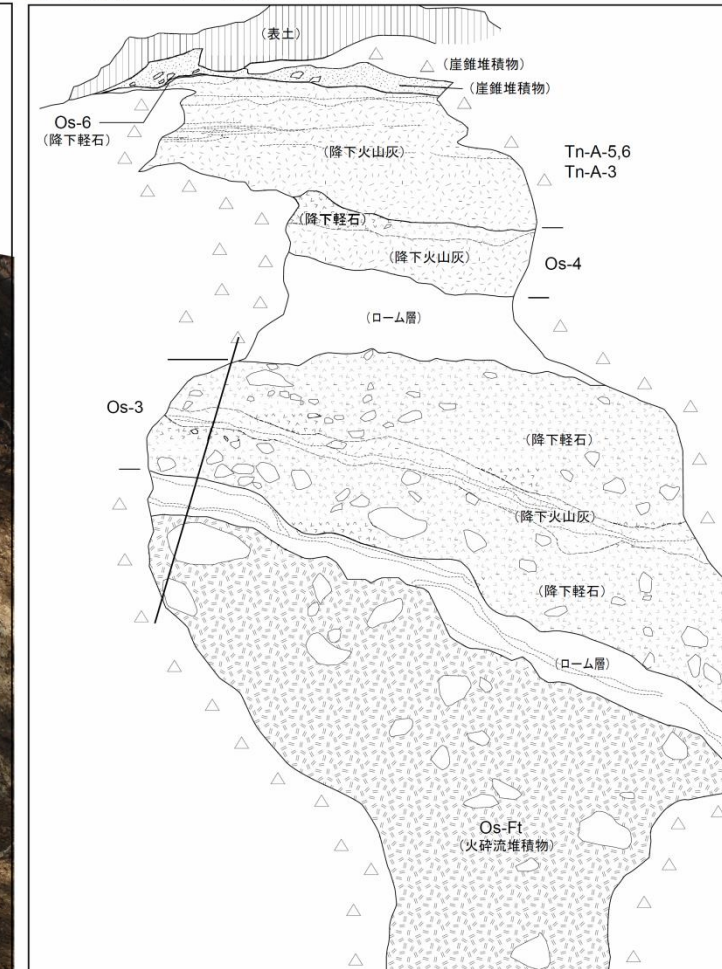 (表土)
(崖錐堆積物)
(崖錐堆積物)
Os-6
(降下軽石)
(降下火山灰)
Tn-A-5,6
Tn-A-3
(降下軽石)
(降下火山灰)
Os-4
(ローム層)
Os-3
(降下軽石)
(降下火山灰)
(降下軽石)
(ローム層)
Os-Ft
(火砕流堆積物)